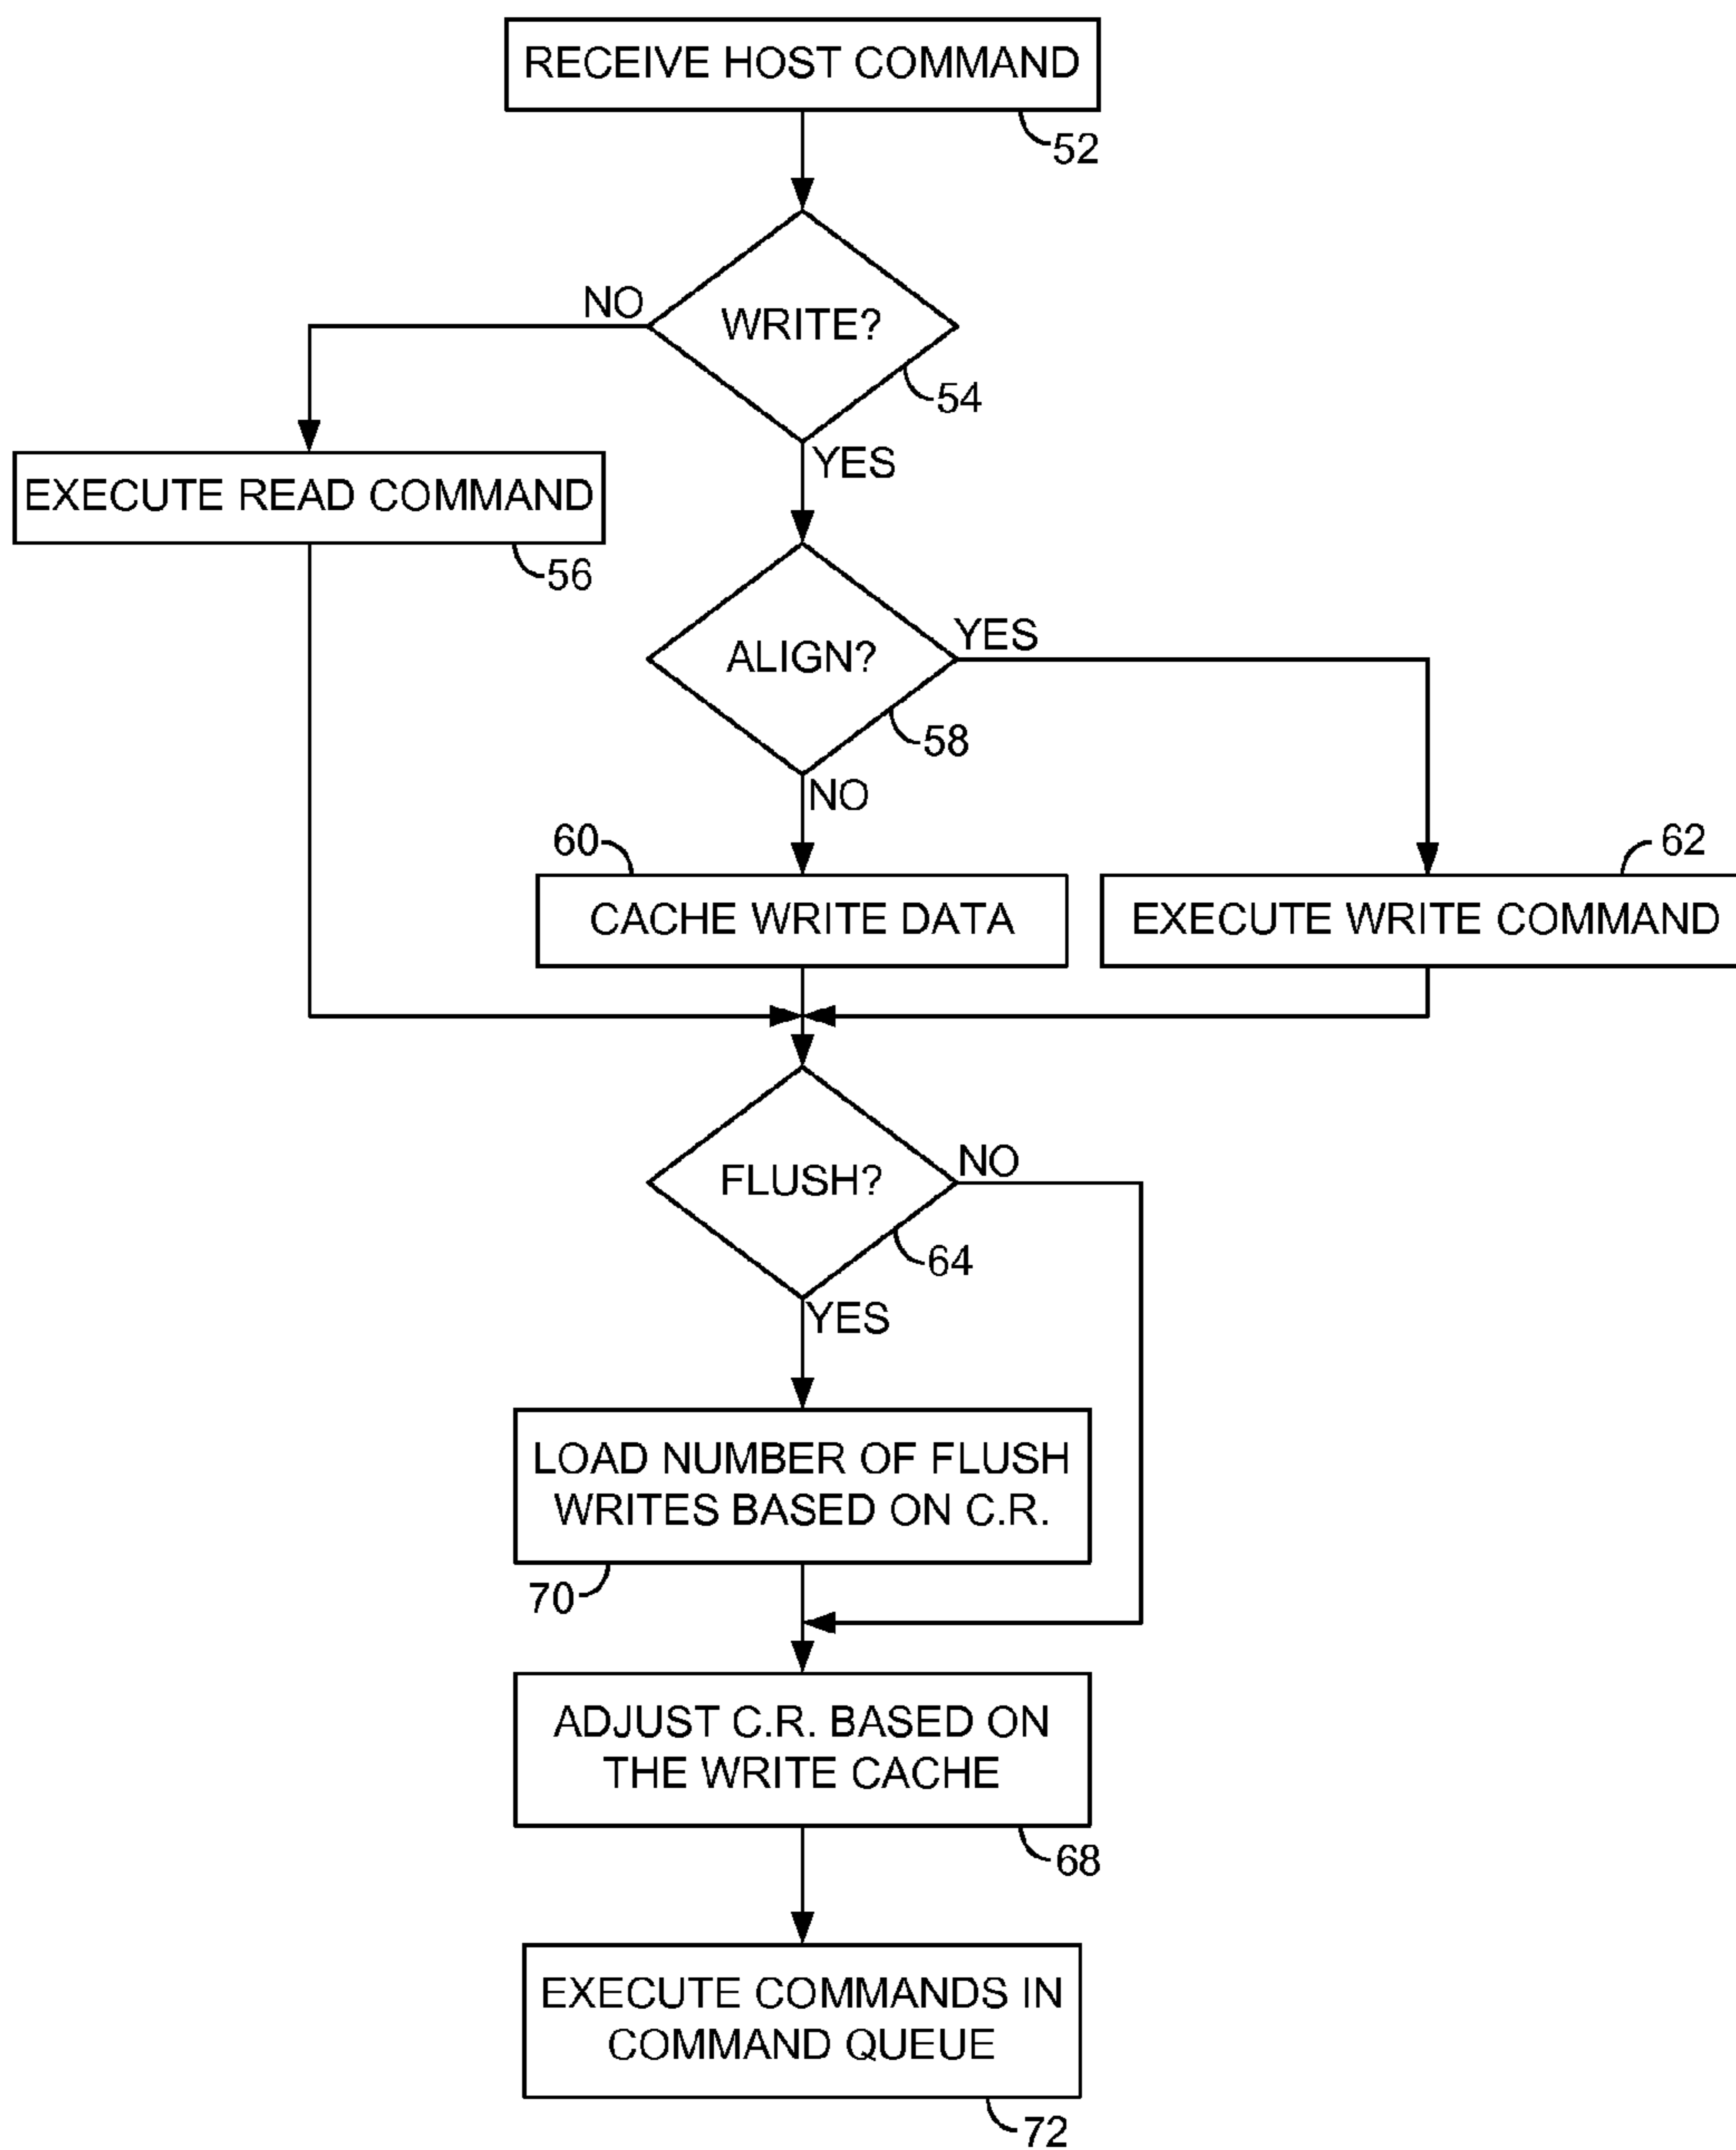 RECEIVE HOST COMMAND
52
NO
WRITE?
54
YES
EXECUTE READ COMMAND
56
YES
ALIGN?
58
NO
60
62
CACHE WRITE DATA
EXECUTE WRITE COMMAND
NO
FLUSH?
64
YES
LOAD NUMBER OF FLUSH
WRITES BASED ON C.R.
70
ADJUST C.R. BASED ON
THE WRITE CACHE
68
EXECUTE COMMANDS IN
COMMAND QUEUE
72